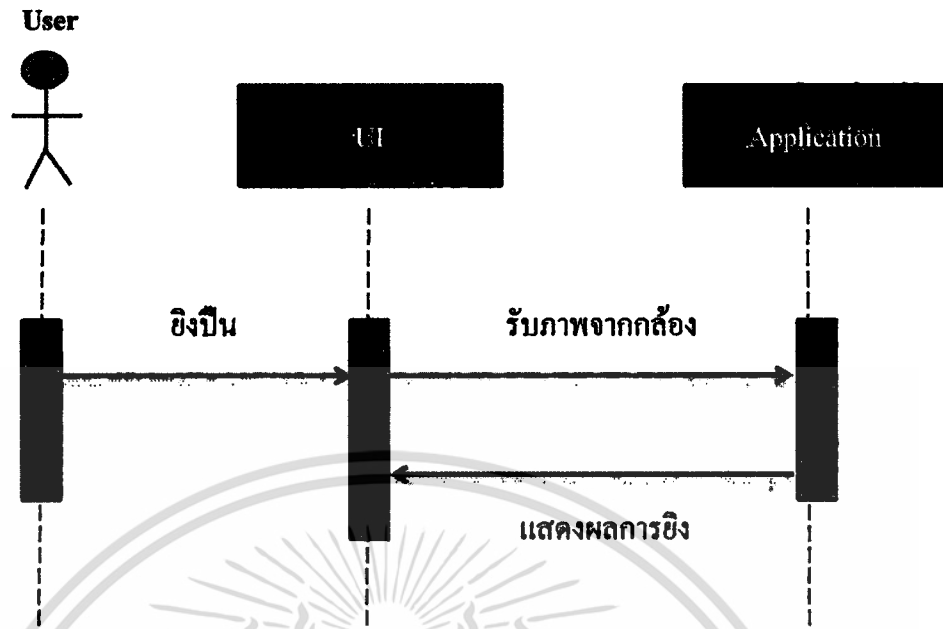 User
UI
Application
ยิงปืน
รับภาพจากกล้อง
แสดงผลการยิง